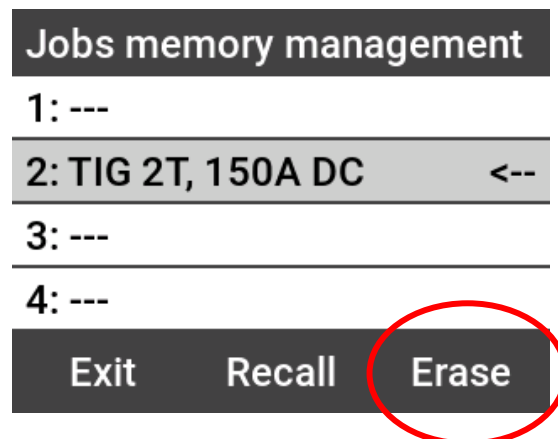 Jobs memory management
1: ---
2: TIG 2T, 150A DC <--
3: ---
4: ---
Exit Recall Erase